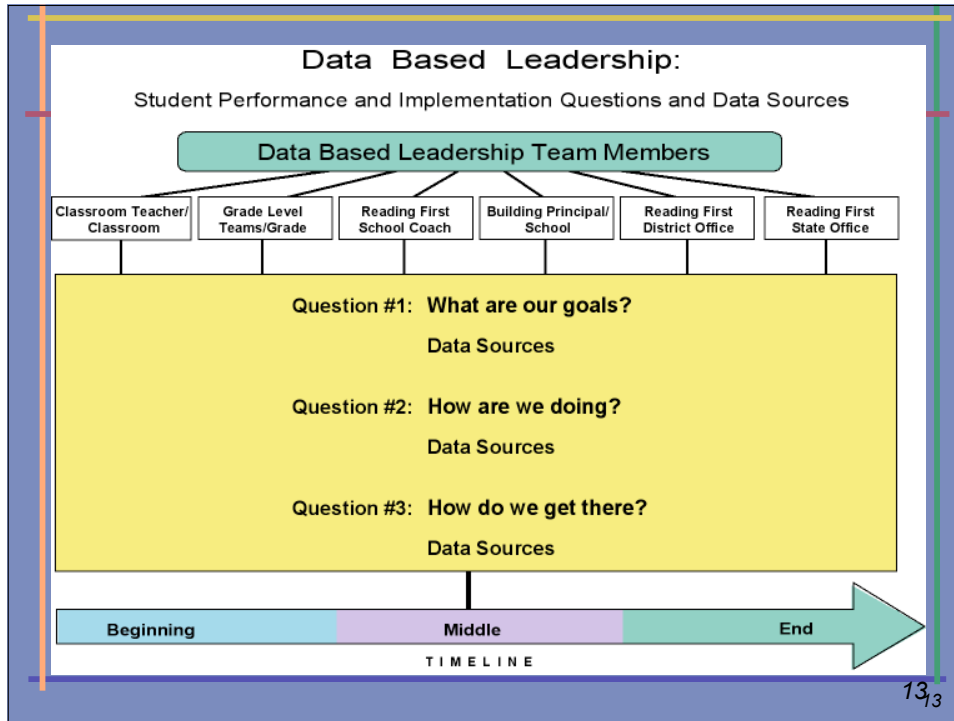 Data Based Leadership:
Student Performance and Implementation Questions and Data Sources
Data Based Leadership Team Members
Classroom Teacher/
Classroom
Grade Level
Teams/Grade
Reading First
School Coach
Building Principal/
School
Reading First
District Office
Reading First
State Office
Question #1: What are our goals?
Data Sources
Question #2: How are we doing?
Data Sources
Question #3: How do we get there?
Data Sources
Beginning Middle End
TIMELINE
13
13